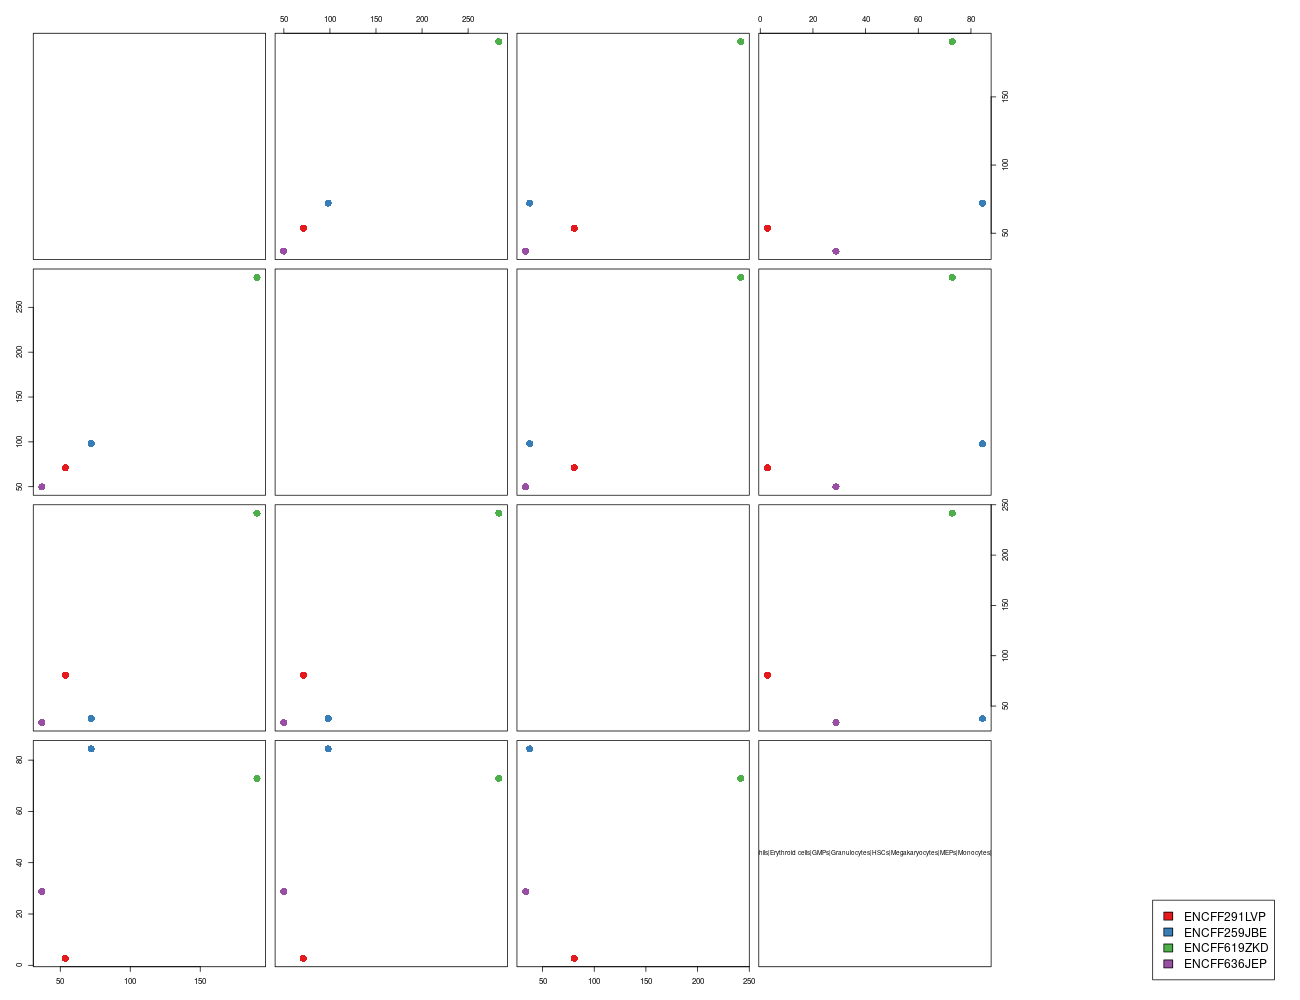 50 100 150 200 250
0 20 40 60 80
50 100 150
50 100 150 200 250
50 100 150 200 250
0 20 40 60 80
hils|Erythroid cells|GMPs|Granulocytes|HSCs|Megakaryocytes|MEPs|Monocytes|
50 100 150
50 100 150 200 250
ENCFF291LVP
ENCFF259JBE
ENCFF619ZKD
ENCFF636JEP